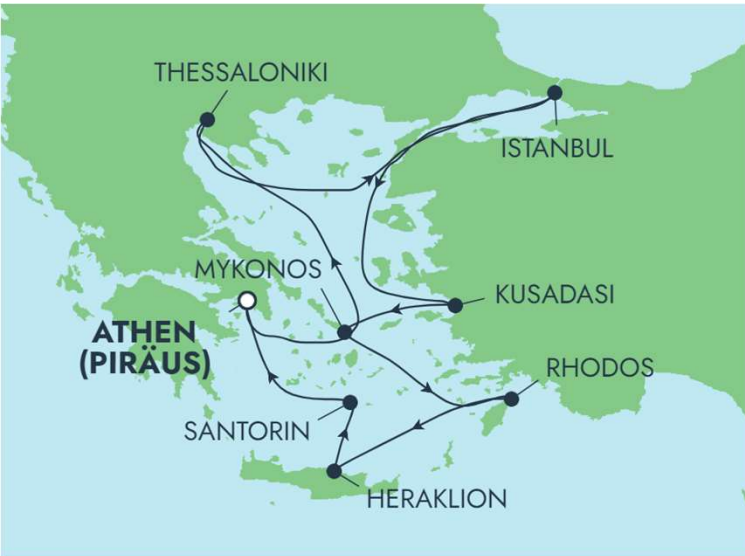 THESSALONIKI
ISTANBUL
MYKONOS
KUSADASI
ATHEN
(PIRÄUS)
RHODOS
SANTORIN
HERAKLION